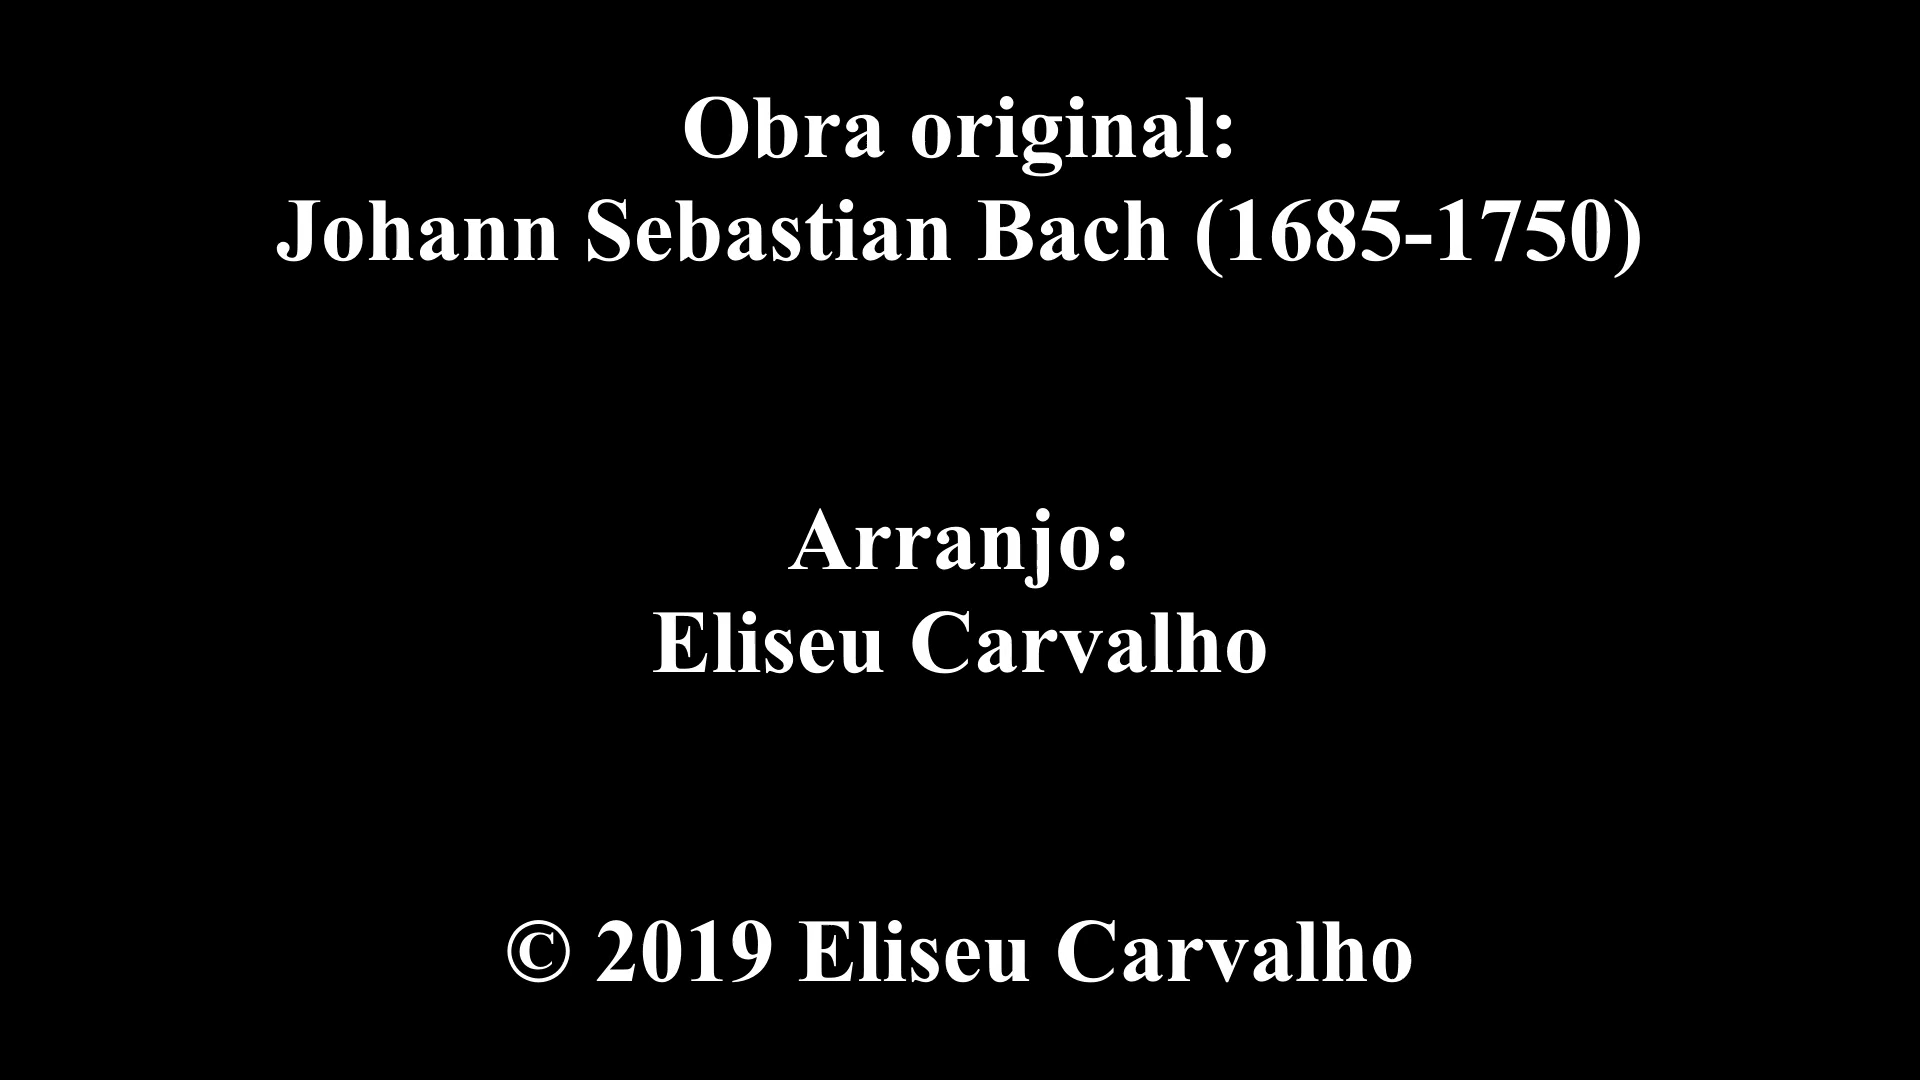 Obra original:
Johann Sebastian Bach (1685-1750)
Arranjo:
Eliseu Carvalho
© 2019 Eliseu Carvalho